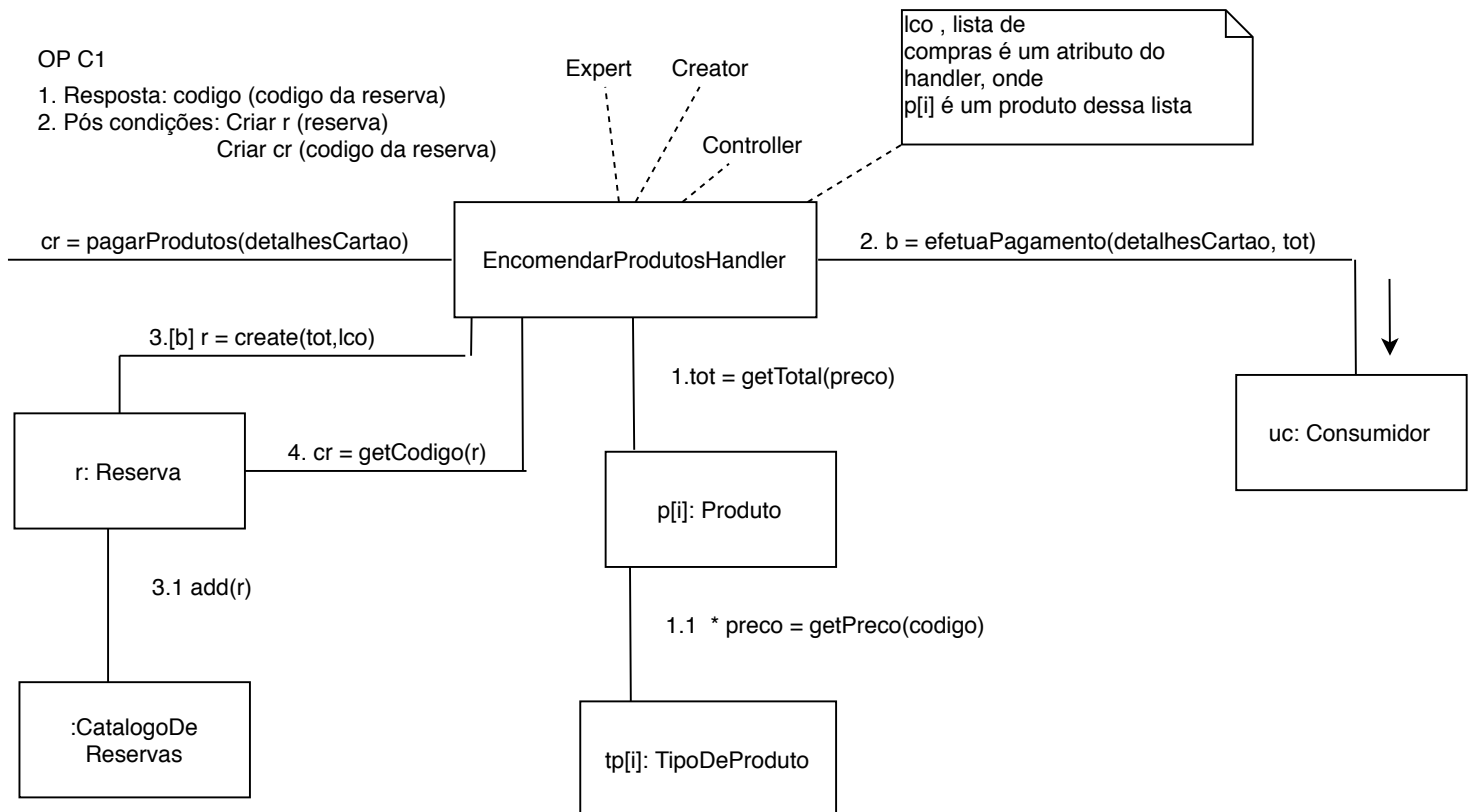 OP C1
1. Resposta: codigo (codigo da reserva)
2. Pós condições: Criar r (reserva)
Criar cr (codigo da reserva)
Expert
Creator
Controller
lco , lista de
compras é um atributo do
handler, onde
p[i] é um produto dessa lista
cr = pagarProdutos(detalhesCartao)
EncomendarProdutosHandler
2. b = efetuaPagamento(detalhesCartao, tot)
3.[b] r = create(tot,lco)
1.tot = getTotal(preco)
uc: Consumidor
4. cr = getCodigo(r)
r: Reserva
p[i]: Produto
3.1 add(r)
1.1 * preco = getPreco(codigo)
:CatalogoDe
Reservas
tp[i]: TipoDeProduto